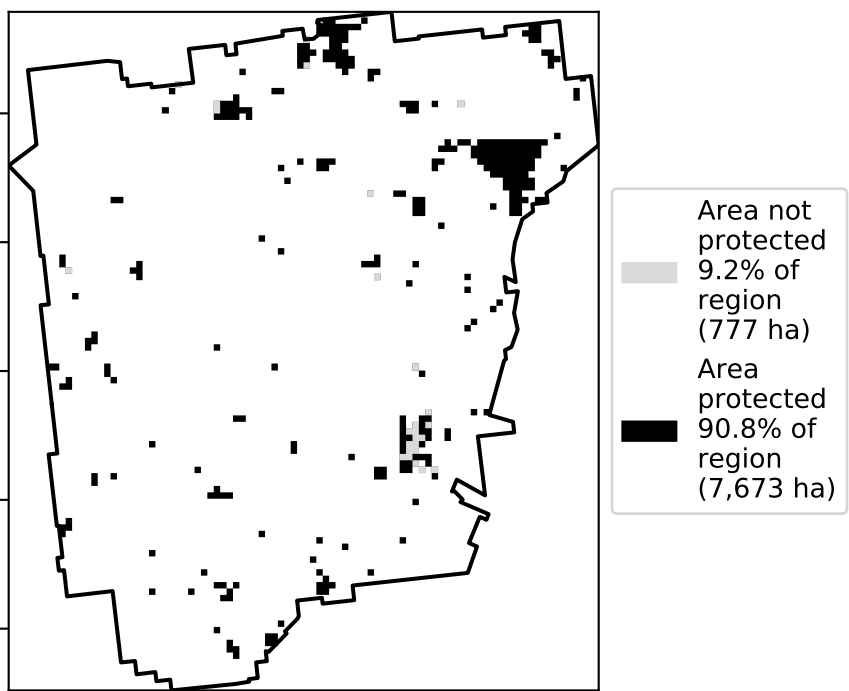 Area not
protected
9.2% of
region
(777 ha)
Area
protected
90.8% of
region
(7,673 ha)